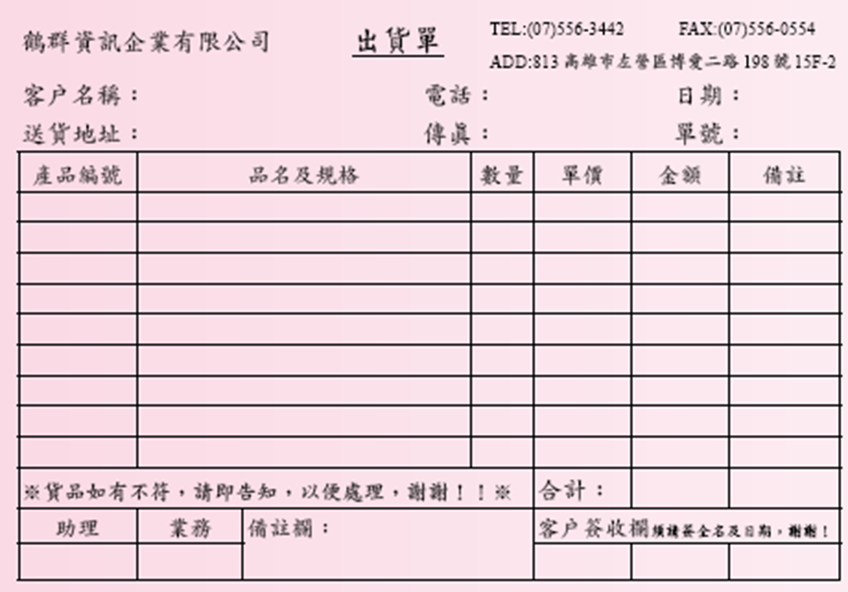 鶴群資訊企業有限公司 出貨單 TEL:(07)556-3442 FAX:(07)556-0554
ADD:813 高雄市左營區博愛二路 198 號 15F-2
客戶名稱： 電話： 日期：
送貨地址： 傳真： 單號：
產品編號 品名及規格 數量 單價 金額 備註
※貨品如有不符，請即告知，以便處理，謝謝！！※ 合計：
助理 業務 備註欄： 客戶簽收欄須請簽全名及日期，謝謝！